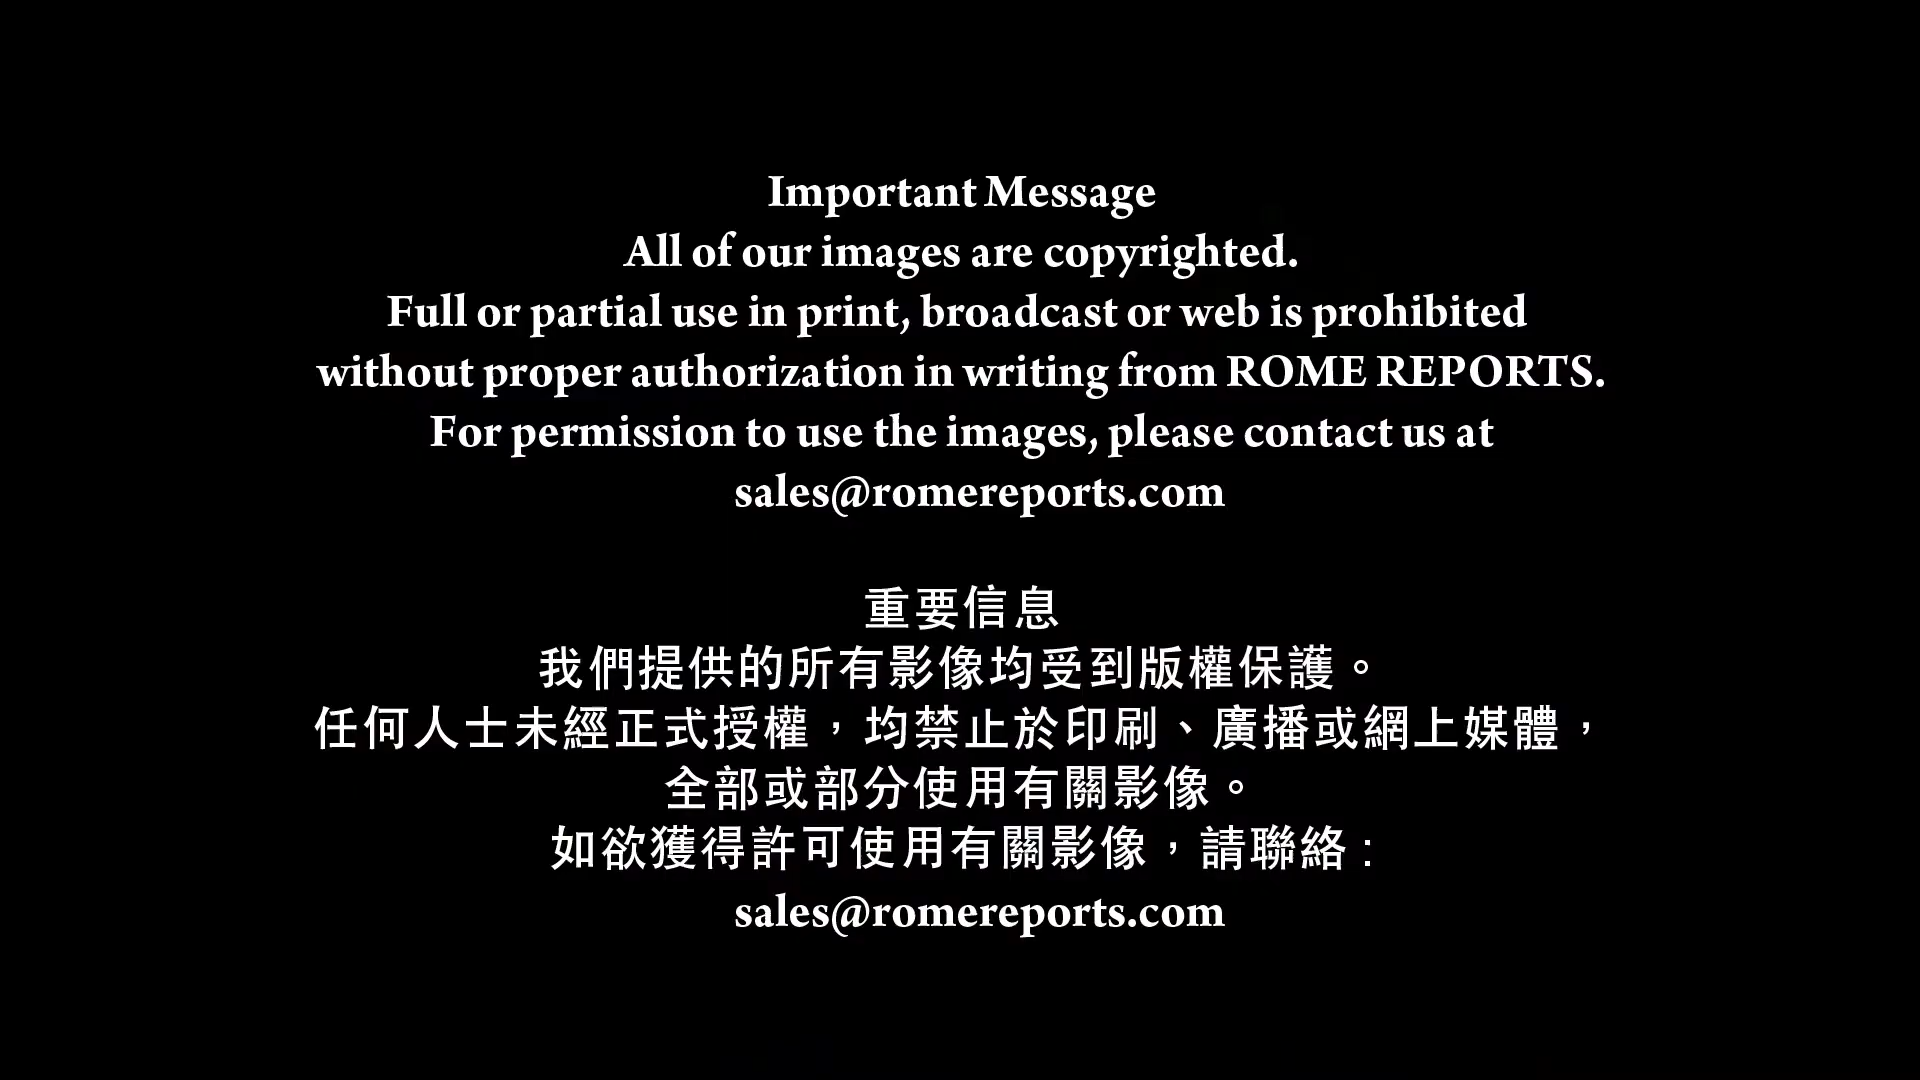 Important Message
All of our images are copyrighted.
Full or partial use in print, broadcast or web is prohibited
without proper authorization in writing from ROME REPORTS.
For permission to use the images, please contact us at
sales@romereports.com
重要信息
我們提供的所有影像均受到版權保護。
任何人士未經正式授權，均禁止於印刷、廣播或網上媒體，
全部或部分使用有關影像。
如欲獲得許可使用有關影像，請聯絡：
sales@romereports.com